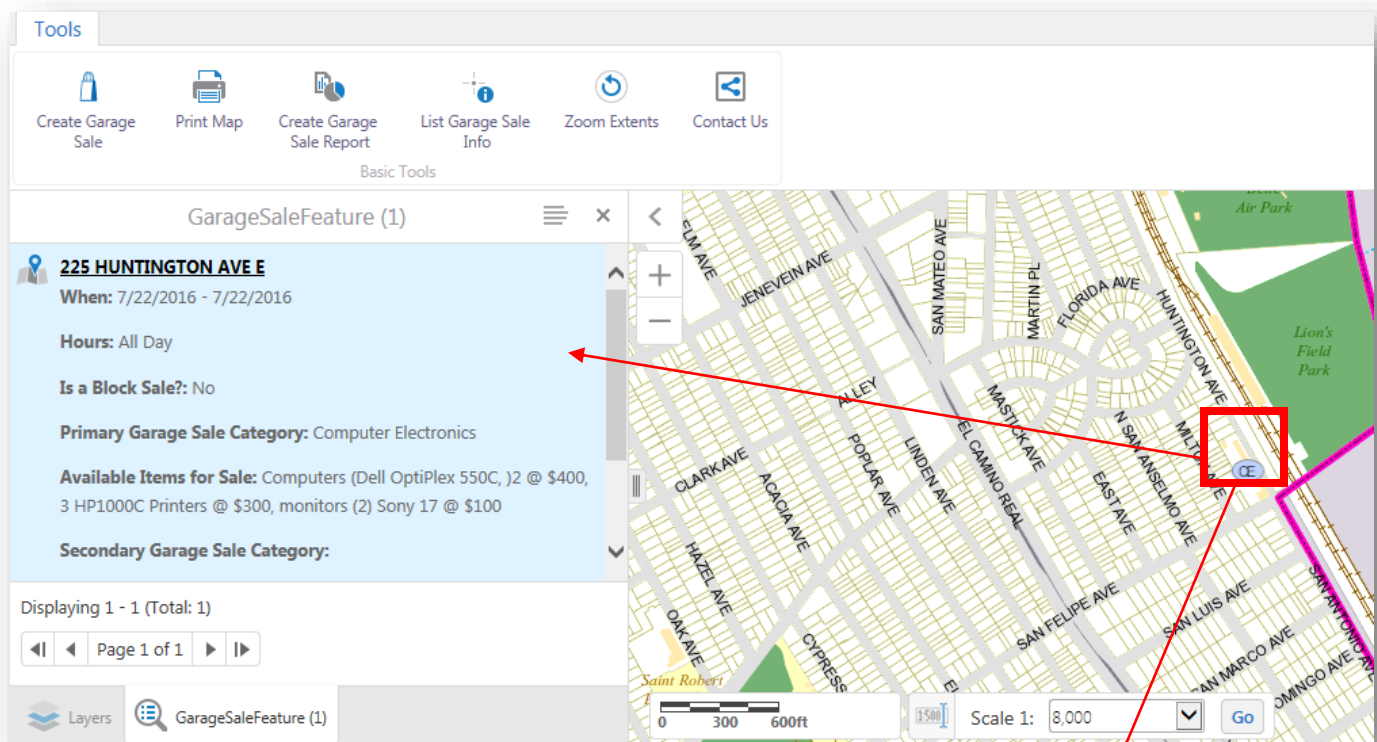 Tools
Create Garage
Sale
Print Map
Create Garage
Sale Report
List Garage Sale
Info
Zoom Extents
Contact Us
Basic Tools
GarageSaleFeature (1)
225 HUNTINGTON AVE E
When: 7/22/2016 - 7/22/2016
Hours: All Day
Is a Block Sale?: No
Primary Garage Sale Category: Computer Electronics
Available Items for Sale: Computers (Dell OptiPlex 550C, )2 @ $400,
3 HP1000C Printers @ $300, monitors (2) Sony 17 @ $100
Secondary Garage Sale Category:
Displaying 1 - 1 (Total: 1)
Page 1 of 1
Layers
GarageSaleFeature (1)
Air Park
ELM AVE
JENEVEIN AVE
SAN MATEO AVE
MARTIN PL
FLORIDA AVE
HUNTINGTON AVE
Lion's
Field
Park
ALLEY
MASTICK AVE
N SAN ANSELMO AVE
MILTON AVE
CE
CLARK AVE
ACACIA AVE
POPLAR AVE
LINDEN AVE
EL CAMINO REAL
EAST AVE
HAZEL AVE
OAK AVE
CYPRESS
SAN FELIPE AVE
SAN LUIS AVE
SAN ANTONIO AVE
SAN MARCO AVE
OMINGO AVE
Saint Robert
0 300 600ft
1:500
Scale 1:
8,000
Go